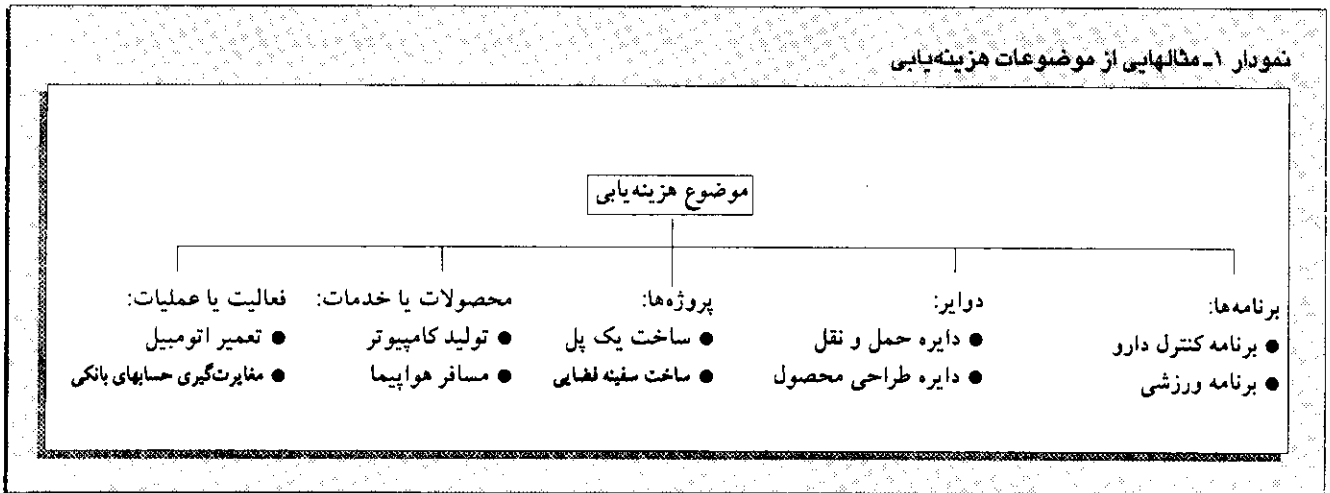 نمودار ۱ـ مثالهایی از موضوعات هزینه‌یابی
موضوع هزینه‌یابی
برنامه‌ها:
● برنامه کنترل دارو
● برنامه ورزشی
دوایر:
● دایره حمل و نقل
● دایره طراحی محصول
پروژه‌ها:
● ساخت یک پل
● ساخت سفینه فضایی
محصولات یا خدمات:
● تولید کامپیوتر
● مسافر هواپیما
فعالیت یا عملیات:
● تعمیر اتومبیل
● مغایرت‌گیری حسابهای بانکی